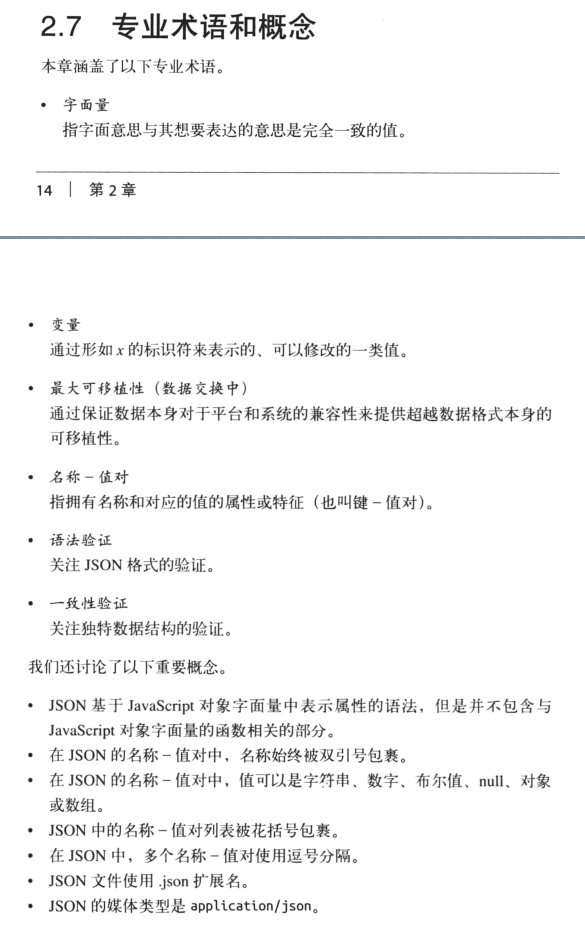 2.7 专业术语和概念
本章涵盖了以下专业术语。
• 字面量
指字面意思与其想要表达的意思是完全一致的值。
14 | 第 2 章
• 变量
通过形如 x 的标识符来表示的、可以修改的一类值。
• 最大可移植性（数据交换中）
通过保证数据本身对于平台和系统的兼容性来提供超越数据格式本身的
可移植性。
• 名称 – 值对
指拥有名称和对应的值的属性或特征（也叫键 – 值对）。
• 语法验证
关注 JSON 格式的验证。
• 一致性验证
关注独特数据结构的验证。
我们还讨论了以下重要概念。
• JSON 基于 JavaScript 对象字面量中表示属性的语法，但是并不包含与
JavaScript 对象字面量的函数相关的部分。
• 在 JSON 的名称 – 值对中，名称始终被双引号包裹。
• 在 JSON 的名称 – 值对中，值可以是字符串、数字、布尔值、null、对象
或数组。
• JSON 中的名称 – 值对列表被花括号包裹。
• 在 JSON 中，多个名称 – 值对使用逗号分隔。
• JSON 文件使用 .json 扩展名。
• JSON 的媒体类型是 application/json。